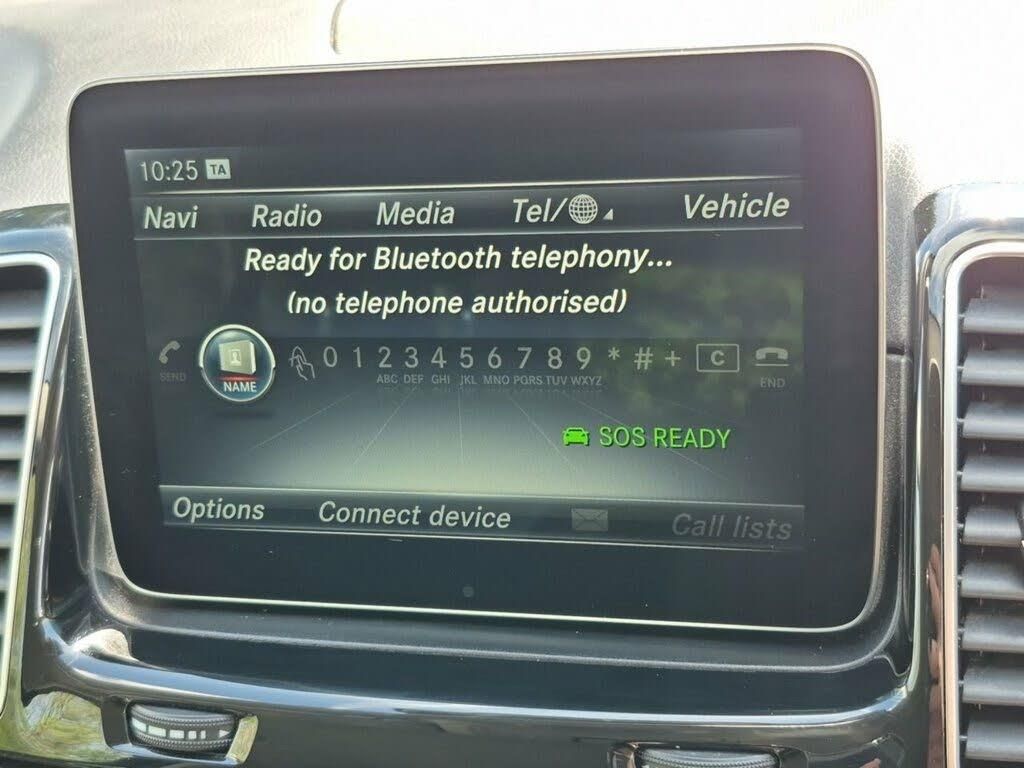 10:25 TA
Navi Radio Media Tel/ Vehicle
Ready for Bluetooth telephony...
(no telephone authorised)
SEND NAME 0 1 2 3 4 5 6 7 8 9 * # + C END
ABC DEF GHI JKL MNO PQRS TUV WXYZ
SOS READY
Options Connect device Call lists